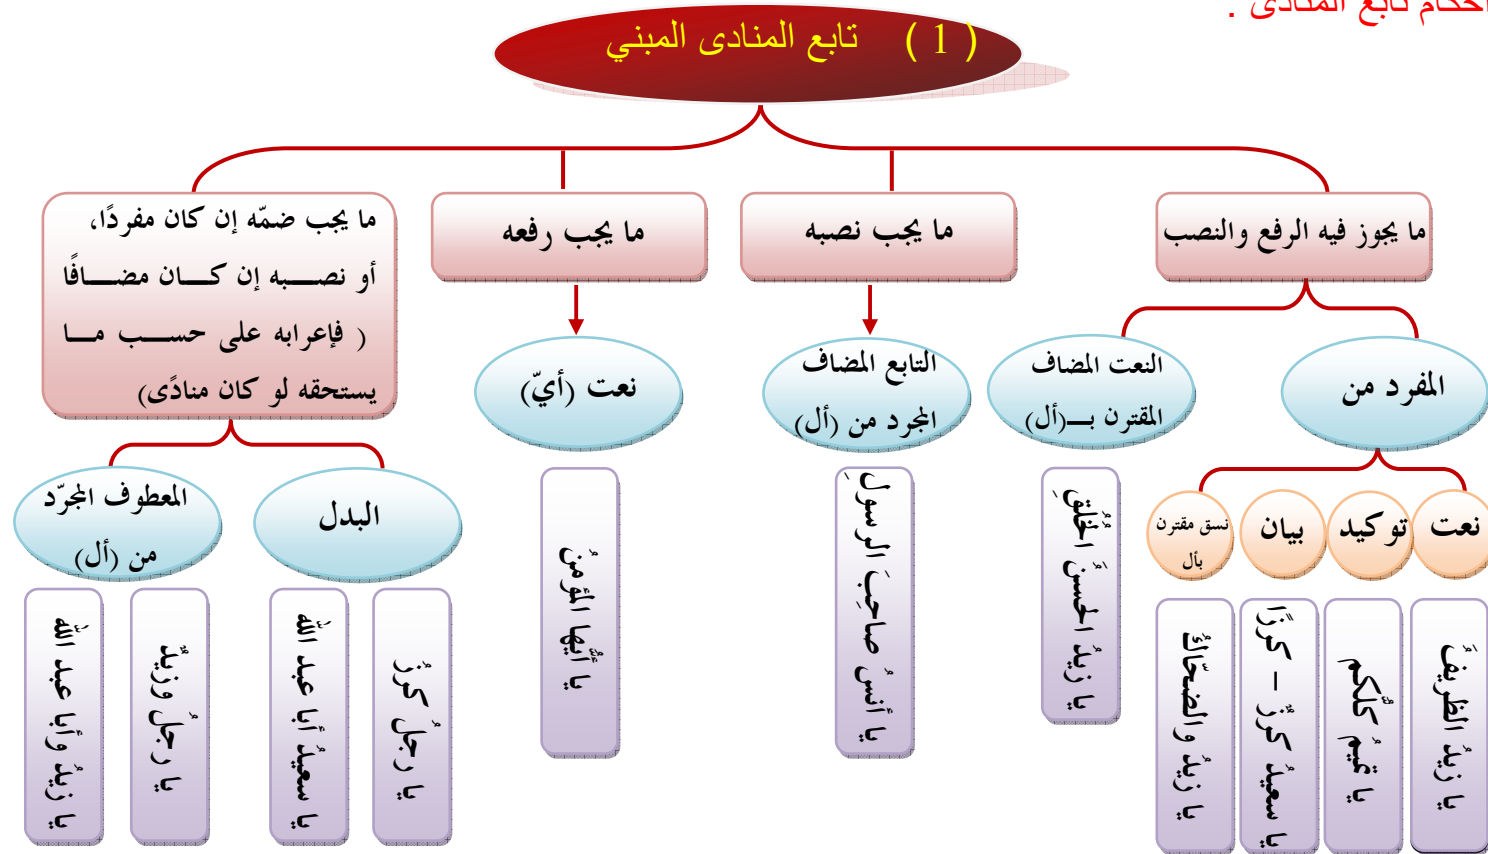 أحكام تابع المنادى .
( 1 ) تابع المنادى المبني
ما يجوز فيه الرفع والنصب
ما يجب نصبه
ما يجب رفعه
ما يجب ضمّه إن كان مفردًا،
أو نصبه إن كان مضافًا
( فإعرابه على حسب ما
يستحقه لو كان منادًى)
المفرد من
النعت المضاف
المقترن بـ(أل)
التابع المضاف
المجرد من (أل)
نعت (أيّ)
البدل
المعطوف المجرّد
من (أل)
نعت
توكيد
بيان
نسق مقترن
بأل
يا زيدُ الظريفُ
يا تميمُ كلُّكم
يا سعيدُ كرزٌ – كرزًا
يا زيدُ والضحّاكُ
يا زيدُ الحسنُ الخُلُقِ
يا أنسُ صاحِبَ الرسولِ
يا أيُّها المؤمنُ
يا رجلُ كرزُ
يا سعيدُ أبا عبد الله
يا رجلُ وزيدٌ
يا زيدُ وأبا عبد الله